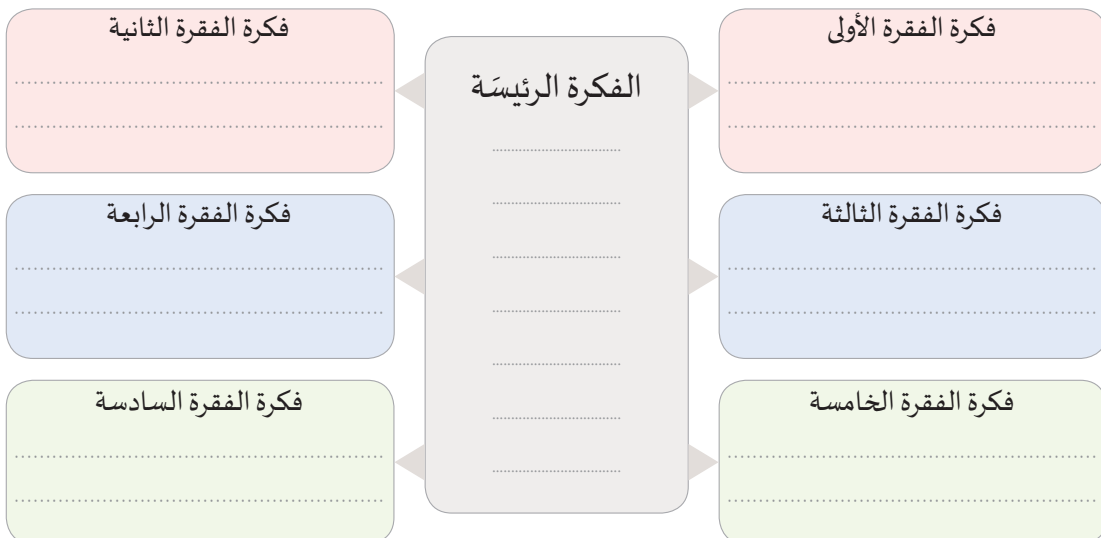 فكرة الفقرة الأولى
فكرة الفقرة الثانية
الفكرة الرئيسَة
فكرة الفقرة الثالثة
فكرة الفقرة الرابعة
فكرة الفقرة الخامسة
فكرة الفقرة السادسة